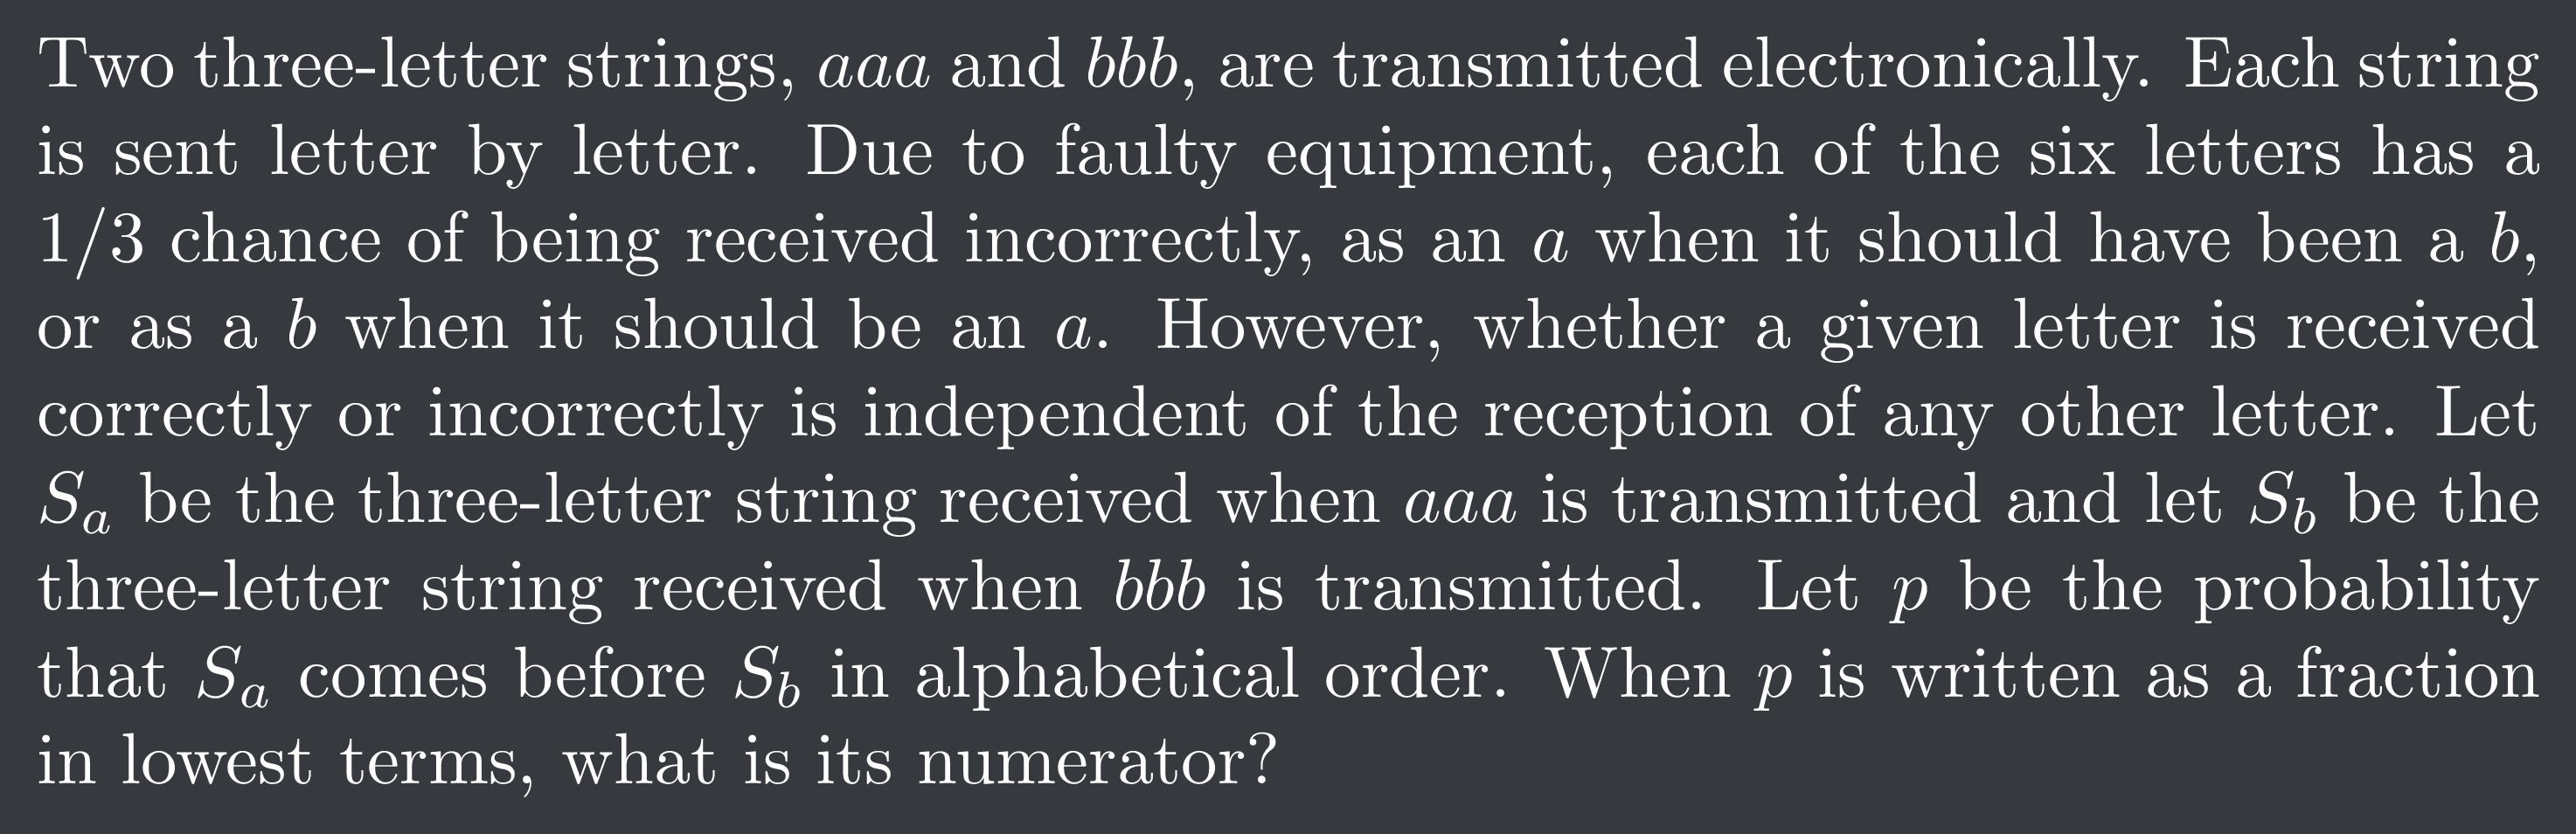 Two three-letter strings, aaa and bbb, are transmitted electronically. Each string
is sent letter by letter. Due to faulty equipment, each of the six letters has a
1/3 chance of being received incorrectly, as an a when it should have been a b,
or as a b when it should be an a. However, whether a given letter is received
correctly or incorrectly is independent of the reception of any other letter. Let
S_a be the three-letter string received when aaa is transmitted and let S_b be the
three-letter string received when bbb is transmitted. Let p be the probability
that S_a comes before S_b in alphabetical order. When p is written as a fraction
in lowest terms, what is its numerator?